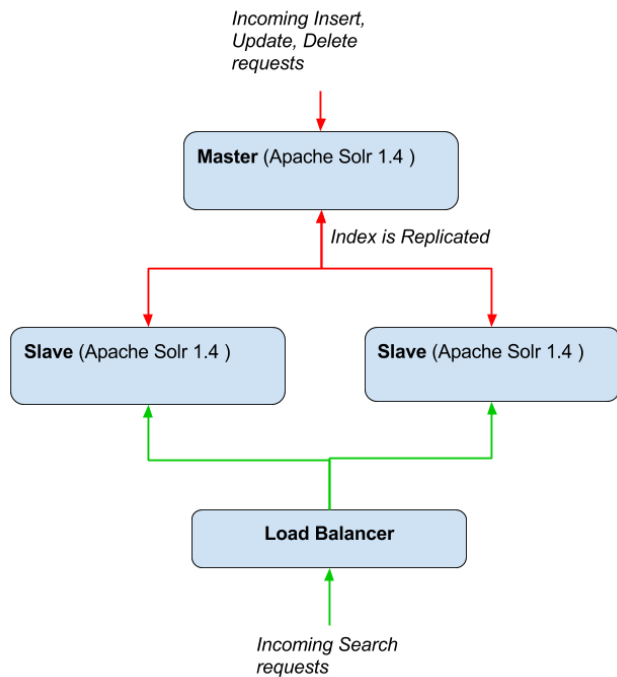 Incoming Insert,
Update, Delete
requests
Master (Apache Solr 1.4 )
Index is Replicated
Slave (Apache Solr 1.4 )
Slave (Apache Solr 1.4 )
Load Balancer
Incoming Search
requests